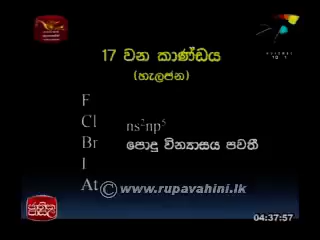 17 වන කාණ්ඩය
(හැලජන)
F
Cl
Br
I
At
ns²np⁵
පොදු වින්‍යාසය පවතී
©www.rupavahini.lk
04:37:57